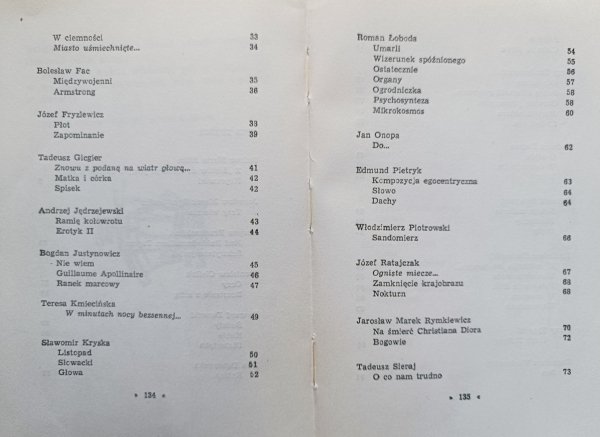 W ciemności 33
Miasto uśmiechnięte... 34
Bolesław Fac
Międzywojenni 35
Armstrong 36
Józef Fryzlewicz
Płot 38
Zapominanie 39
Tadeusz Gicgier
Znowu z podaną na wiatr głową... 41
Matka i córka 42
Spisek 42
Andrzej Jędrzejewski
Ramię kołowrotu 43
Erotyk II 44
Bogdan Justynowicz
Nie wiem 45
Guillaume Apollinaire 46
Ranek marcowy 47
Teresa Kmiecińska
W minutach nocy bezsennej... 49
Sławomir Kryska
Listopad 50
Słowacki 51
Głowa 52
» 134 «
Roman Łoboda
Umarli 54
Wizerunek spóźnionego 55
Ostatecznie 56
Organy 57
Ogrodniczka 58
Psychosynteza 58
Mikrokosmos 60
Jan Onopa
Do... 62
Edmund Pietryk
Kompozycja egocentryczna 63
Słowo 64
Dachy 64
Włodzimierz Piotrowski
Sandomierz 66
Józef Ratajczak
Ogniste miecze... 67
Zamknięcie krajobrazu 68
Nokturn 68
Jarosław Marek Rymkiewicz
Na śmierć Christiana Diora 70
Bogowie 72
Tadeusz Sieraj
O co nam trudno 73
» 135 «